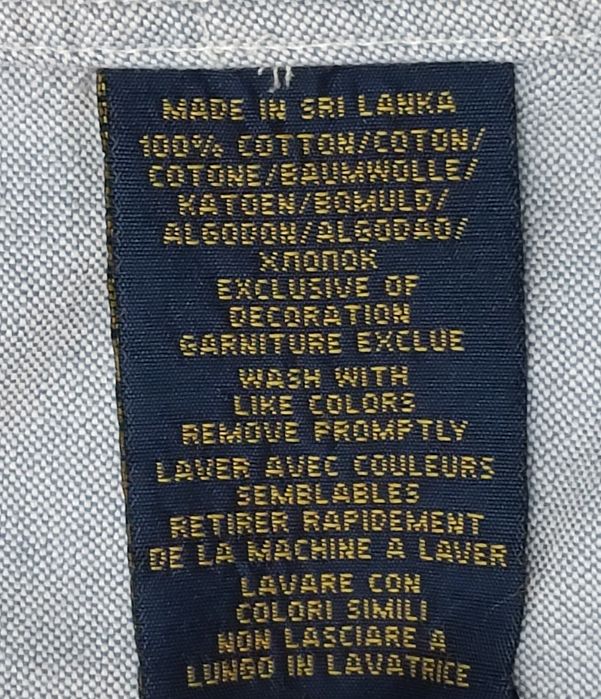 MADE IN SRI LANKA
100% COTTON/COTON/
COTONE/BAUMWOLLE/
KATOEN/BOMULD/
ALGODON/ALGODAO/
ХЛОПОК
EXCLUSIVE OF
DECORATION
GARNITURE EXCLUE
WASH WITH
LIKE COLORS
REMOVE PROMPTLY
LAVER AVEC COULEURS
SEMBLABLES
RETIRER RAPIDEMENT
DE LA MACHINE A LAVER
LAVARE CON
COLORI SIMILI
NON LASCIARE A
LUNGO IN LAVATRICE